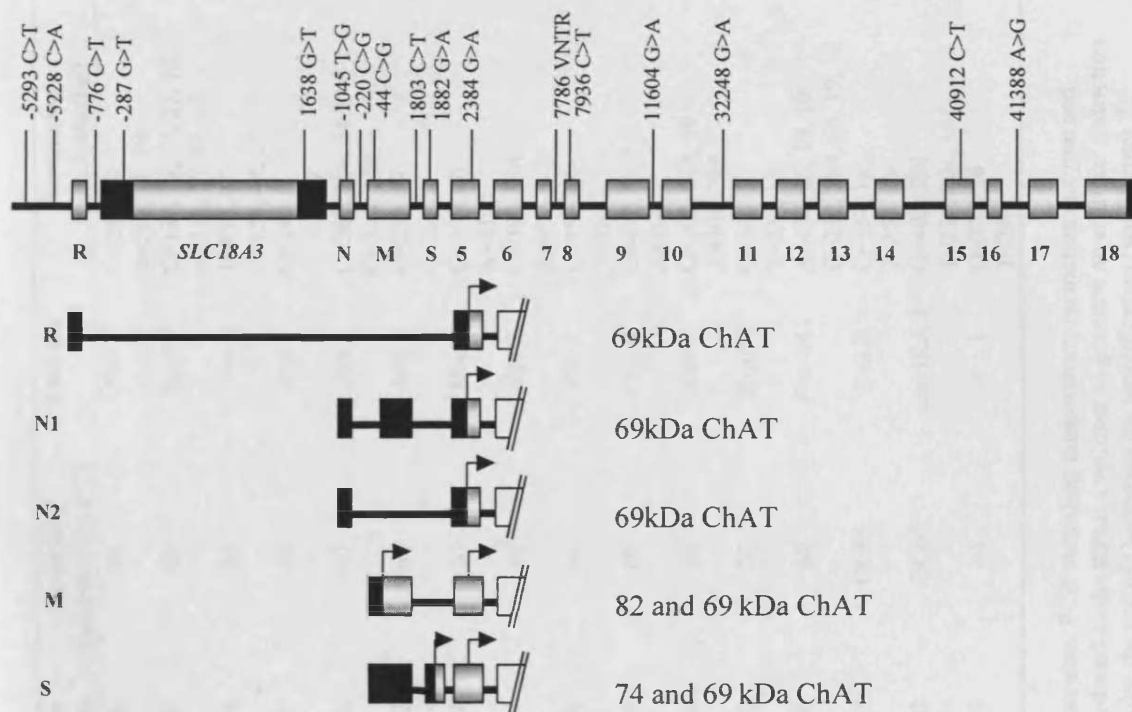 -5293 C>T
-5228 C>A
-776 C>T
-287 G>T
1638 G>T
-1045 T>G
-220 C>G
-44 C>G
1803 C>T
1882 G>A
2384 G>A
7786 VNTR
7936 C>T
11604 G>A
32248 G>A
40912 C>T
41388 A>G
R SLC18A3 N M S 5 6 7 8 9 10 11 12 13 14 15 16 17 18
R 69kDa ChAT
N1 69kDa ChAT
N2 69kDa ChAT
M 82 and 69 kDa ChAT
S 74 and 69 kDa ChAT